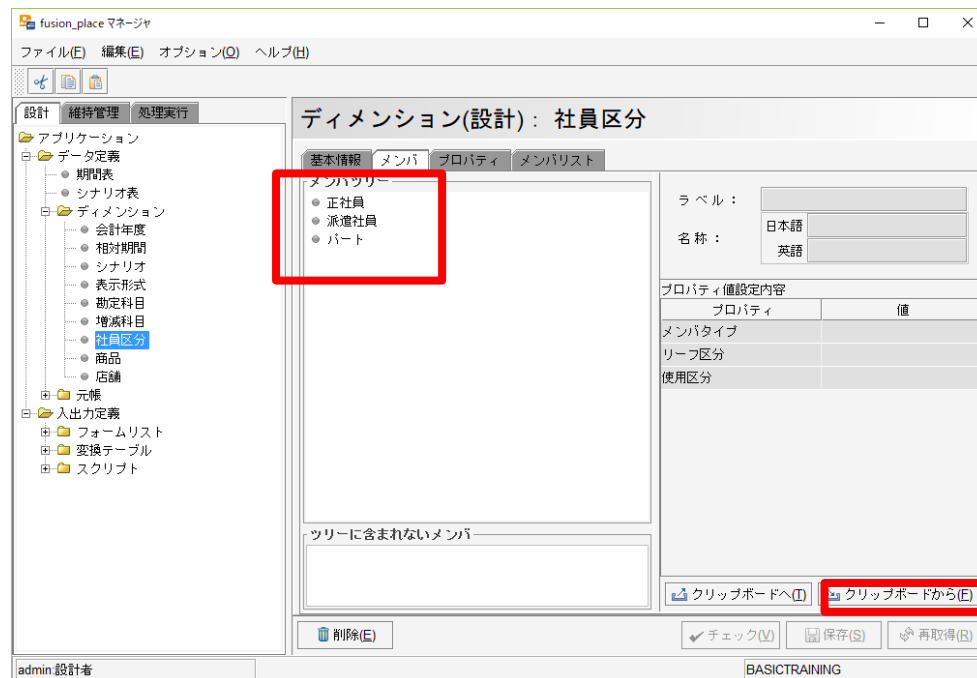 fusion_place マネージャ
ファイル(F) 編集(E) オプション(O) ヘルプ(H)
設計 維持管理 処理実行
アプリケーション
データ定義
期間表
シナリオ表
ディメンション
会計年度
相対期間
シナリオ
表示形式
勘定科目
増減科目
社員区分
商品
店舗
元帳
入出力定義
フォームリスト
変換テーブル
スクリプト
ディメンション(設計)： 社員区分
基本情報 メンバ プロパティ メンバリスト
メンバツリー
正社員
派遣社員
パート
ツリーに含まれないメンバ
ラベル：
名称： 日本語
英語
プロパティ値設定内容
プロパティ 値
メンバタイプ
リーフ区分
使用区分
クリップボードへ(T) クリップボードから(F)
削除(E) チェック(V) 保存(S) 再取得(R)
admin:設計者 BASICTRAINING